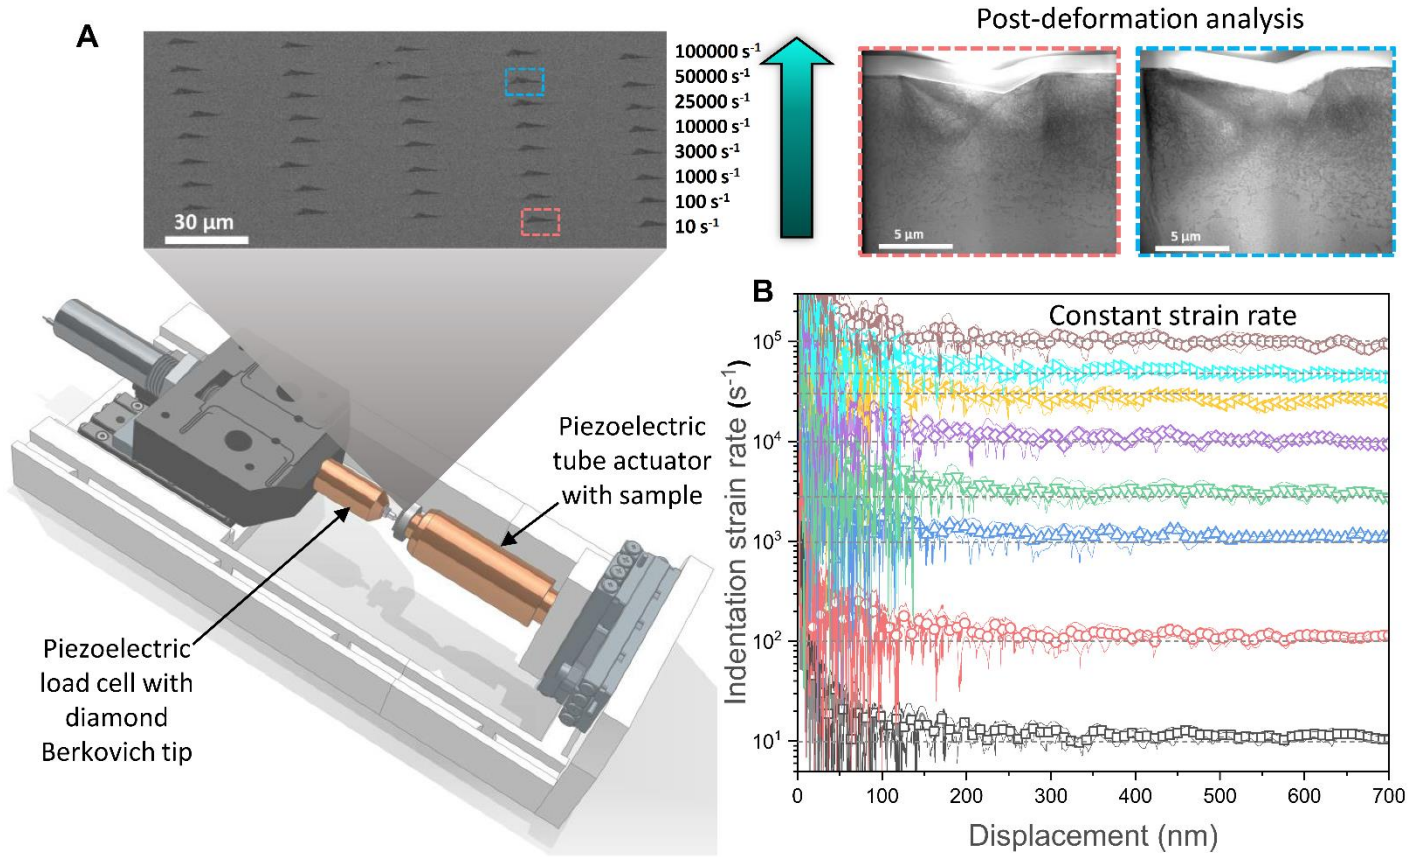 A
100000 s-1
50000 s-1
25000 s-1
10000 s-1
3000 s-1
1000 s-1
100 s-1
10 s-1
30 μm
Post-deformation analysis
5 μm
5 μm
Piezoelectric
tube actuator
with sample
Piezoelectric
load cell with
diamond
Berkovich tip
B
Constant strain rate
Indentation strain rate (s-1)
10^5
10^4
10^3
10^2
10^1
0 100 200 300 400 500 600 700
Displacement (nm)